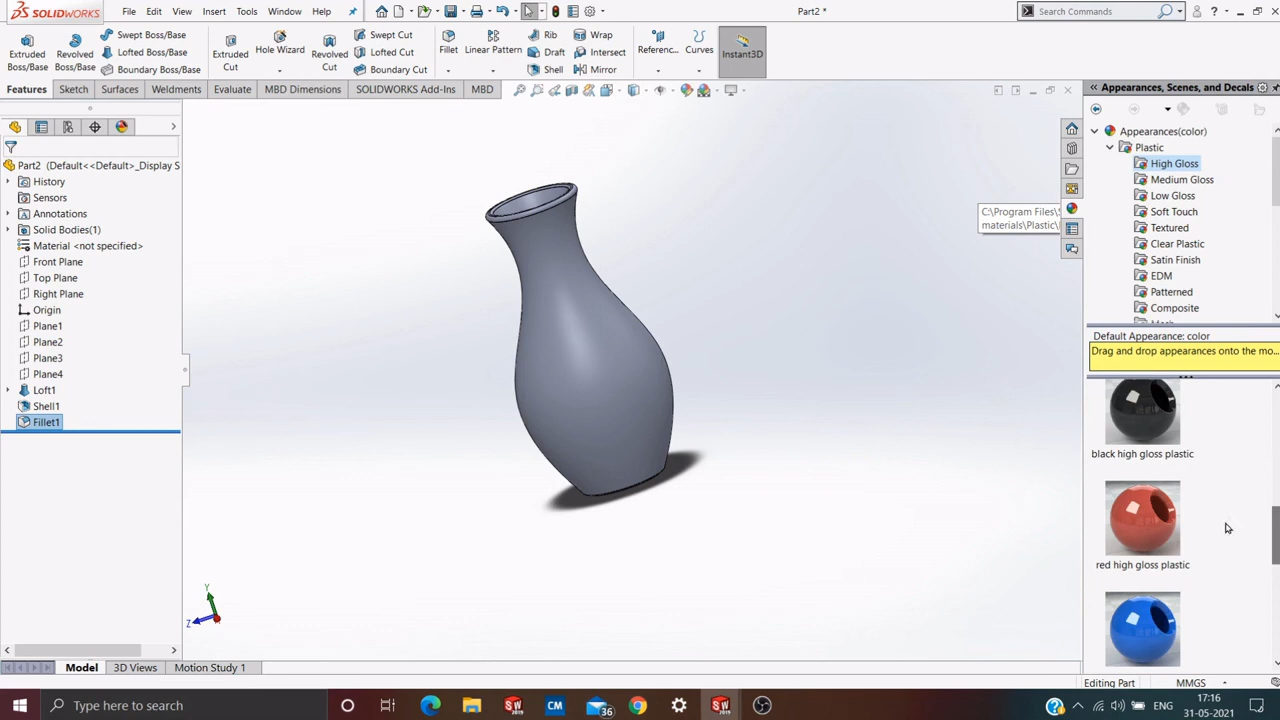 SOLIDWORKS File Edit View Insert Tools Window Help Part2 * Search Commands
Extruded Boss/Base
Revolved Boss/Base
Swept Boss/Base
Lofted Boss/Base
Boundary Boss/Base
Extruded Cut
Hole Wizard
Revolved Cut
Swept Cut
Lofted Cut
Boundary Cut
Fillet
Linear Pattern
Rib
Draft
Shell
Wrap
Intersect
Mirror
Referenc...
Curves
Instant3D
Features Sketch Surfaces Weldments Evaluate MBD Dimensions SOLIDWORKS Add-Ins MBD
Part2 (Default<<Default>_Display S
History
Sensors
Annotations
Solid Bodies(1)
Material <not specified>
Front Plane
Top Plane
Right Plane
Origin
Plane1
Plane2
Plane3
Plane4
Loft1
Shell1
Fillet1
Y
Z
C:\Program Files\S
materials\Plastic\
Appearances, Scenes, and Decals
Appearances(color)
Plastic
High Gloss
Medium Gloss
Low Gloss
Soft Touch
Textured
Clear Plastic
Satin Finish
EDM
Patterned
Composite
Default Appearance: color
Drag and drop appearances onto the mo...
black high gloss plastic
red high gloss plastic
Model 3D Views Motion Study 1
Editing Part MMGS
Type here to search
SW 2019
CM
36
SW 2019
17:16
31-05-2021